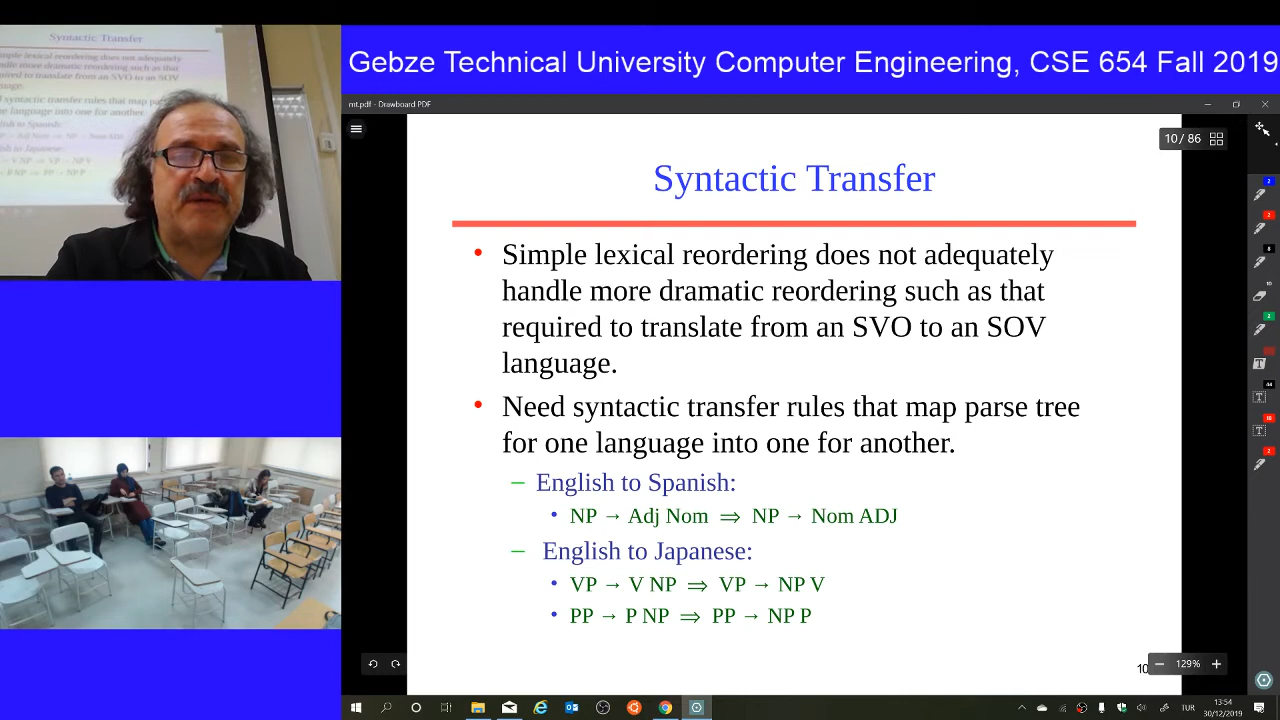 Syntactic Transfer
Gebze Technical University Computer Engineering, CSE 654 Fall 2019
mt.pdf - Drawboard PDF
10 / 86
Syntactic Transfer
• Simple lexical reordering does not adequately
handle more dramatic reordering such as that
required to translate from an SVO to an SOV
language.
• Need syntactic transfer rules that map parse tree
for one language into one for another.
– English to Spanish:
• NP → Adj Nom ⇒ NP → Nom ADJ
– English to Japanese:
• VP → V NP ⇒ VP → NP V
• PP → P NP ⇒ PP → NP P
10
129%
TUR
13:54
30/12/2019